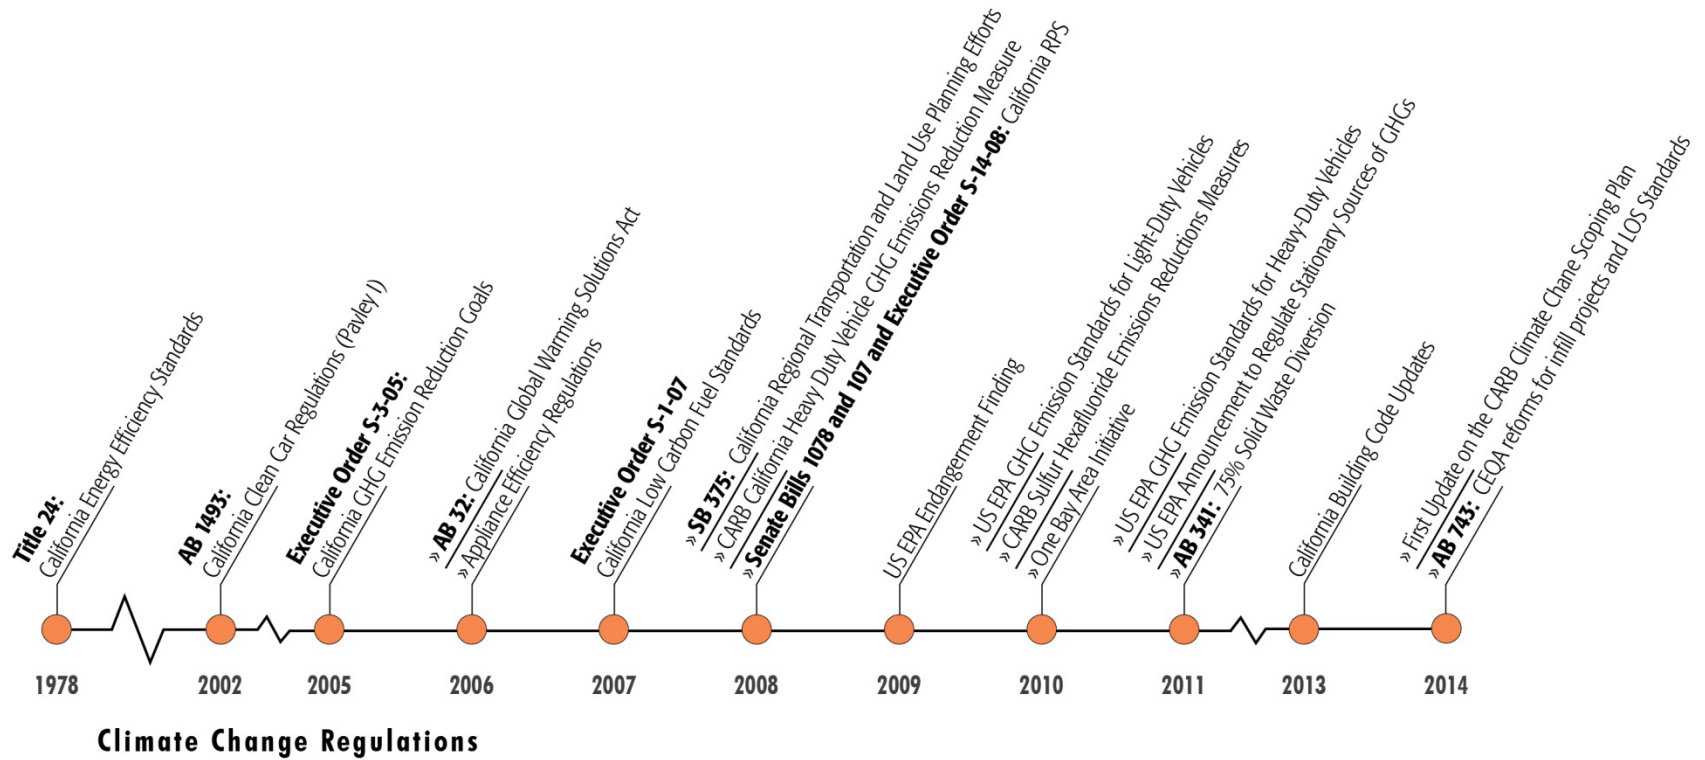 Title 24:
California Energy Efficiency Standards
AB 1493:
California Clean Car Regulations (Pavley I)
Executive Order S-3-05:
California GHG Emission Reduction Goals
» AB 32: California Global Warming Solutions Act
» Appliance Efficiency Regulations
Executive Order S-1-07
California Low Carbon Fuel Standards
» SB 375: California Regional Transportation and Land Use Planning Efforts
» CARB California Heavy Duty Vehicle GHG Emissions Reduction Measure
» Senate Bills 1078 and 107 and Executive Order S-14-08: California RPS
US EPA Endangerment Finding
» US EPA GHG Emission Standards for Light-Duty Vehicles
» CARB Sulfur Hexafluoride Emissions Reductions Measures
» One Bay Area Initiative
» US EPA GHG Emission Standards for Heavy-Duty Vehicles
» US EPA Announcement to Regulate Stationary Sources of GHGs
» AB 341: 75% Solid Waste Diversion
California Building Code Updates
» First Update on the CARB Climate Chane Scoping Plan
» AB 743: CEQA reforms for infill projects and LOS Standards
1978
2002
2005
2006
2007
2008
2009
2010
2011
2013
2014
Climate Change Regulations